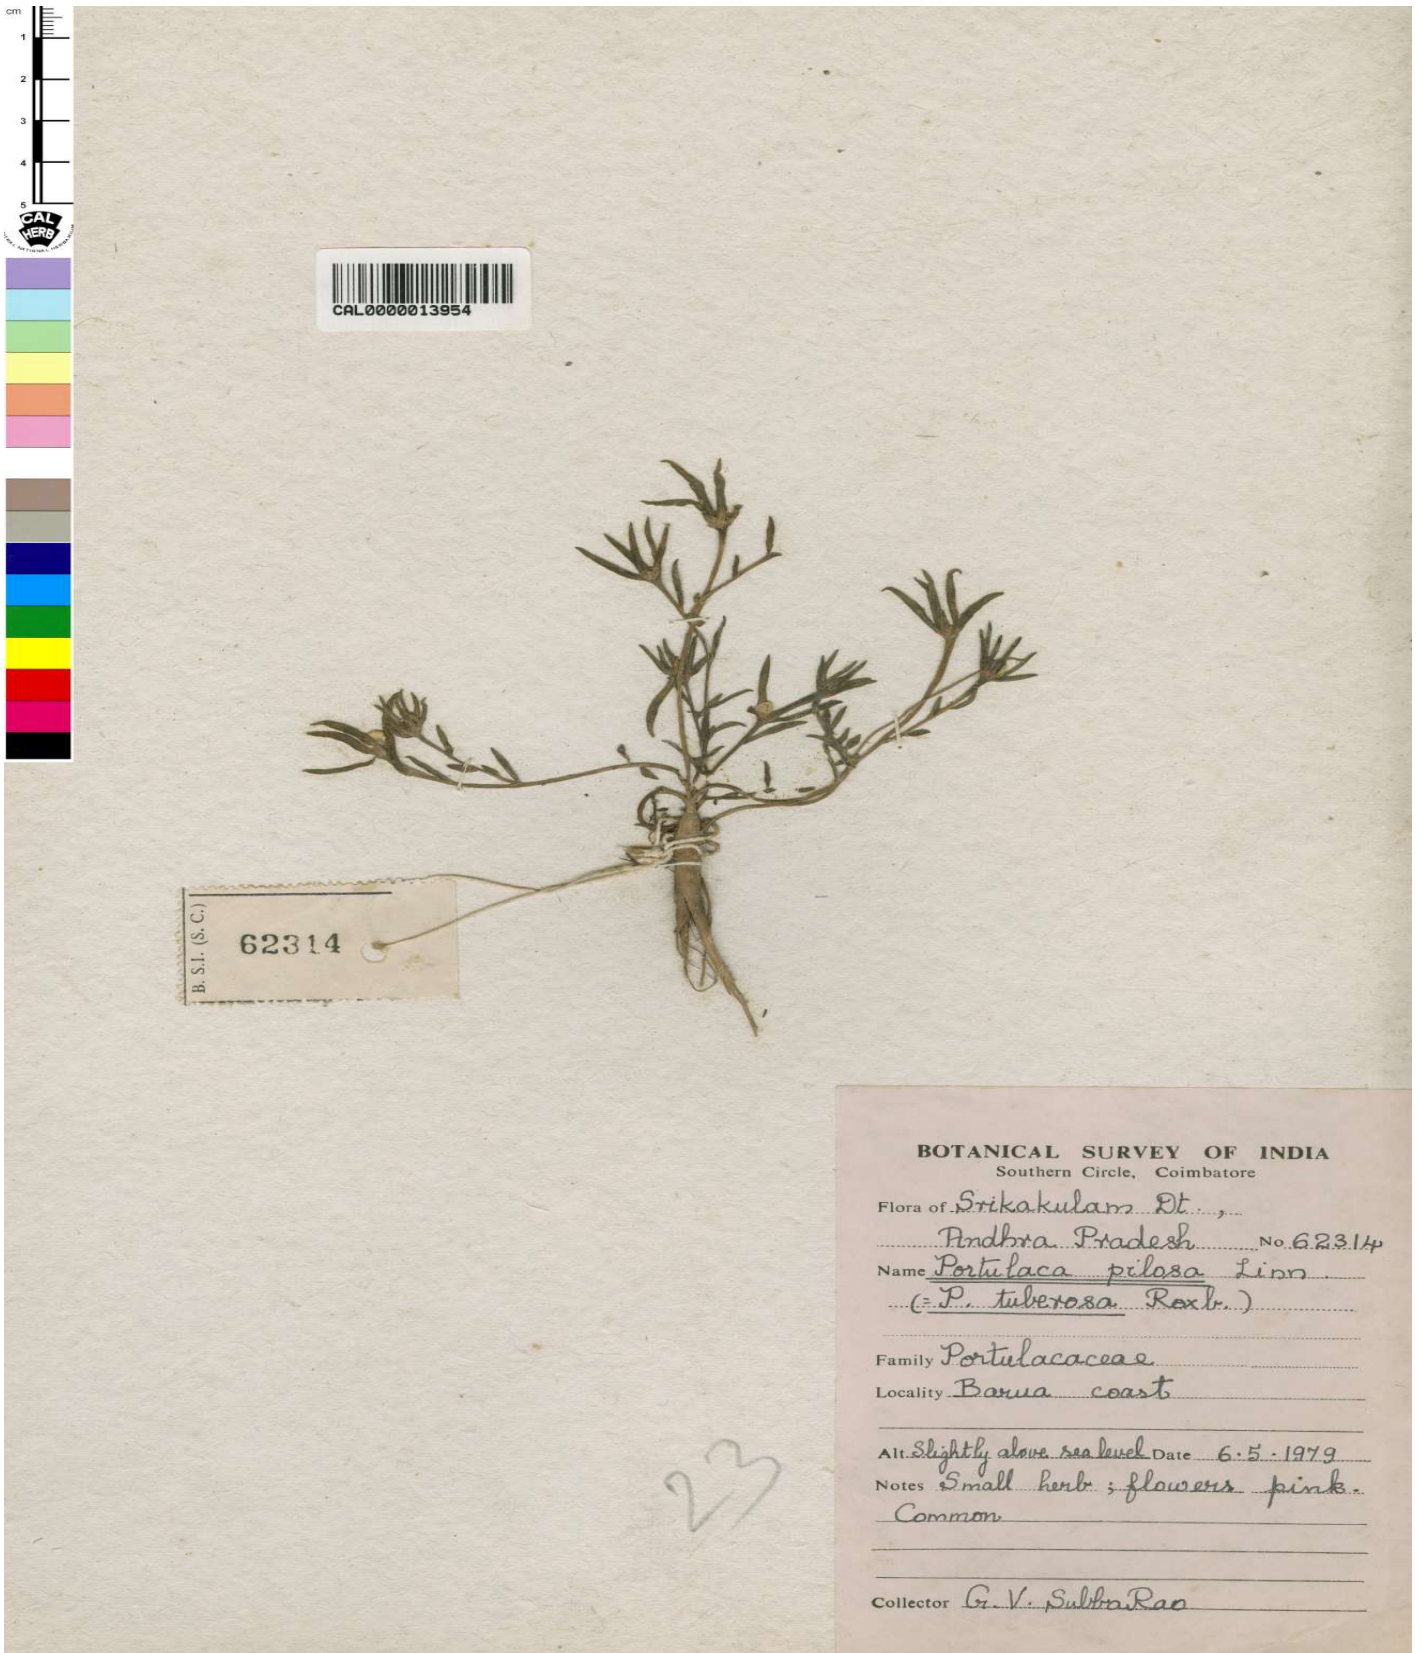 cm
1
2
3
4
5
CAL
HERB
CAL0000013954
B. S.I. (S. C.)
62314
BOTANICAL SURVEY OF INDIA
Southern Circle, Coimbatore
Flora of Srikakulam Dt.,
Andhra Pradesh No 62314
Name Portulaca pilosa Linn.
(= P. tuberosa Roxb.)
Family Portulacaceae
Locality Barua coast
Alt. Slightly above sea level Date 6.5.1979
Notes Small herb; flowers pink.
Common
Collector G. V. SubbaRao
23